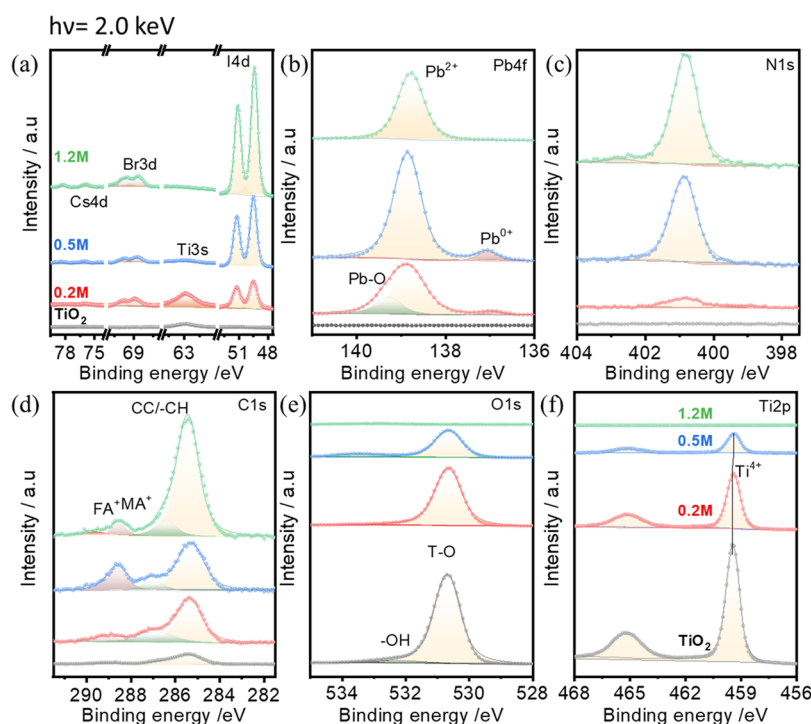 hν= 2.0 keV
(a)
I4d
1.2M
Br3d
Cs4d
0.5M
Ti3s
0.2M
TiO₂
78 75 69 63 51 48
Binding energy /eV
Intensity / a.u
(b)
Pb4f
Pb²⁺
Pb⁰⁺
Pb-O
140 138 136
Binding energy /eV
Intensity / a.u
(c)
N1s
404 402 400 398
Binding energy /eV
Intensity / a.u
(d)
C1s
CC/-CH
FA⁺MA⁺
290 288 286 284 282
Binding energy /eV
Intensity / a.u
(e)
O1s
T-O
-OH
534 532 530 528
Binding energy /eV
Intensity / a.u
(f)
Ti2p
1.2M
0.5M
Ti⁴⁺
0.2M
TiO₂
468 465 462 459 456
Binding energy /eV
Intensity / a.u